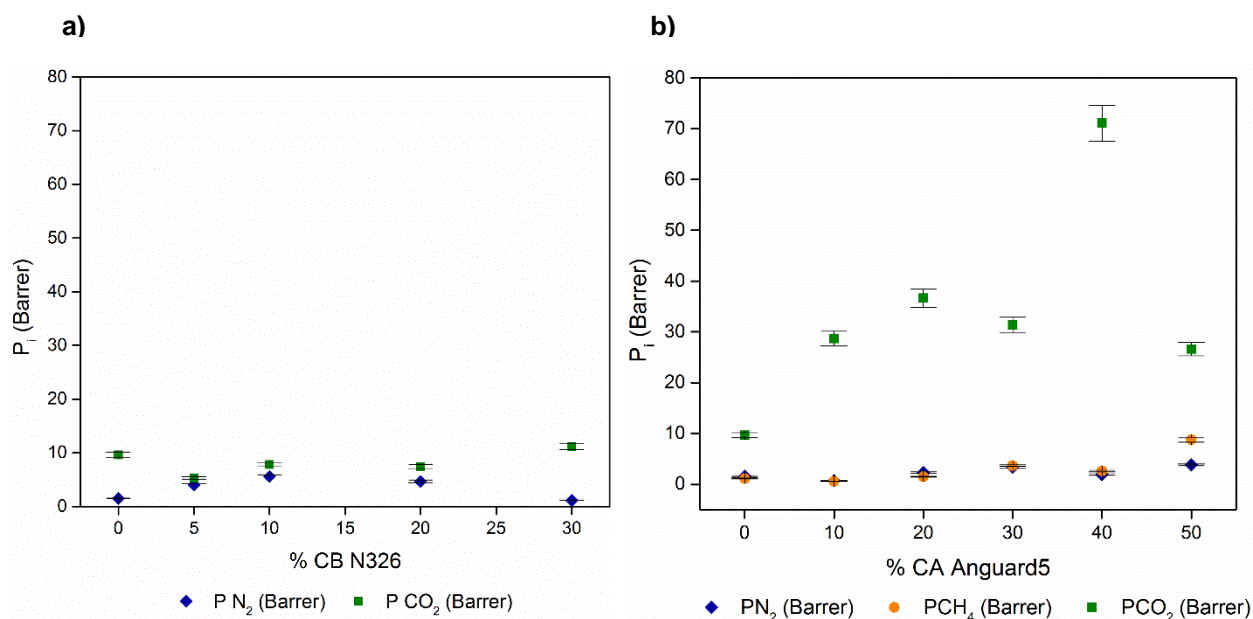 a)
80
70
60
50
40
30
20
10
0
P_i (Barrer)
0 5 10 15 20 25 30
% CB N326
P N₂ (Barrer) P CO₂ (Barrer)
b)
80
70
60
50
40
30
20
10
0
P_i (Barrer)
0 10 20 30 40 50
% CA Anguard5
PN₂ (Barrer) PCH₄ (Barrer) PCO₂ (Barrer)